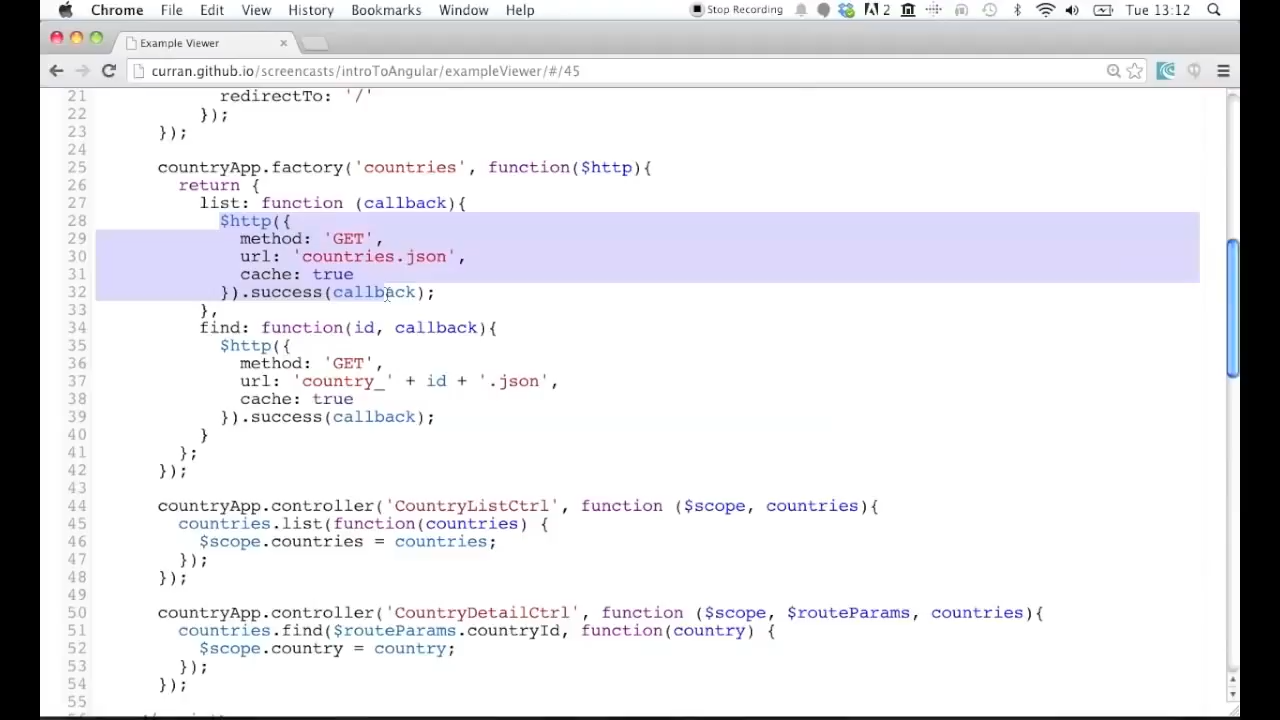 Chrome File Edit View History Bookmarks Window Help Stop Recording 2 Tue 13:12
Example Viewer
curran.github.io/screencasts/introToAngular/exampleViewer/#/45
21 redirectTo: '/'
22 });
23 });
24
25 countryApp.factory('countries', function($http){
26 return {
27 list: function (callback){
28 $http({
29 method: 'GET',
30 url: 'countries.json',
31 cache: true
32 }).success(callback);
33 },
34 find: function(id, callback){
35 $http({
36 method: 'GET',
37 url: 'country_' + id + '.json',
38 cache: true
39 }).success(callback);
40 }
41 };
42 });
43
44 countryApp.controller('CountryListCtrl', function ($scope, countries){
45 countries.list(function(countries) {
46 $scope.countries = countries;
47 });
48 });
49
50 countryApp.controller('CountryDetailCtrl', function ($scope, $routeParams, countries){
51 countries.find($routeParams.countryId, function(country) {
52 $scope.country = country;
53 });
54 });
55